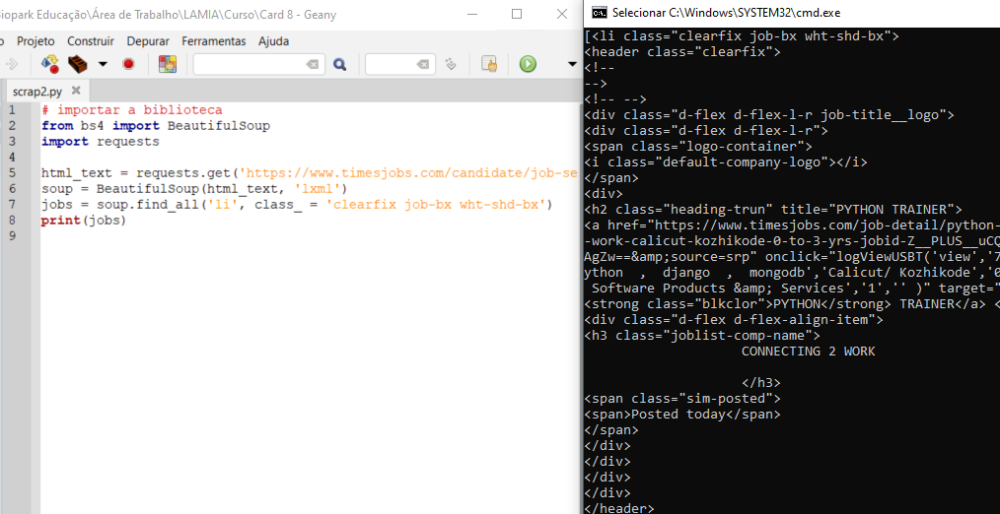 iopark Educação\Área de Trabalho\LAMIA\Curso\Card 8 - Geany
o Projeto Construir Depurar Ferramentas Ajuda
scrap2.py
1 # importar a biblioteca
2 from bs4 import BeautifulSoup
3 import requests
4
5 html_text = requests.get('https://www.timesjobs.com/candidate/job-se
6 soup = BeautifulSoup(html_text, 'lxml')
7 jobs = soup.find_all('li', class_ = 'clearfix job-bx wht-shd-bx')
8 print(jobs)
9
Selecionar C:\Windows\SYSTEM32\cmd.exe
[<li class="clearfix job-bx wht-shd-bx">
<header class="clearfix">
<!--
-->
<!-- -->
<div class="d-flex d-flex-l-r job-title__logo">
<div class="d-flex d-flex-l-r">
<span class="logo-container">
<i class="default-company-logo"></i>
</span>
<div>
<h2 class="heading-trun" title="PYTHON TRAINER">
<a href="https://www.timesjobs.com/job-detail/python-
-work-calicut-kozhikode-0-to-3-yrs-jobid-Z__PLUS__uCQ
AgZw==&amp;source=srp" onclick="logViewUSBT('view','7
ython  ,  django  ,  mongodb','Calicut/ Kozhikode','0
 Software Products &amp; Services','1','' )" target="
<strong class="blkclor">PYTHON</strong> TRAINER</a> <
<div class="d-flex d-flex-align-item">
<h3 class="joblist-comp-name">
CONNECTING 2 WORK
</h3>
<span class="sim-posted">
<span>Posted today</span>
</span>
</div>
</div>
</div>
</div>
</header>